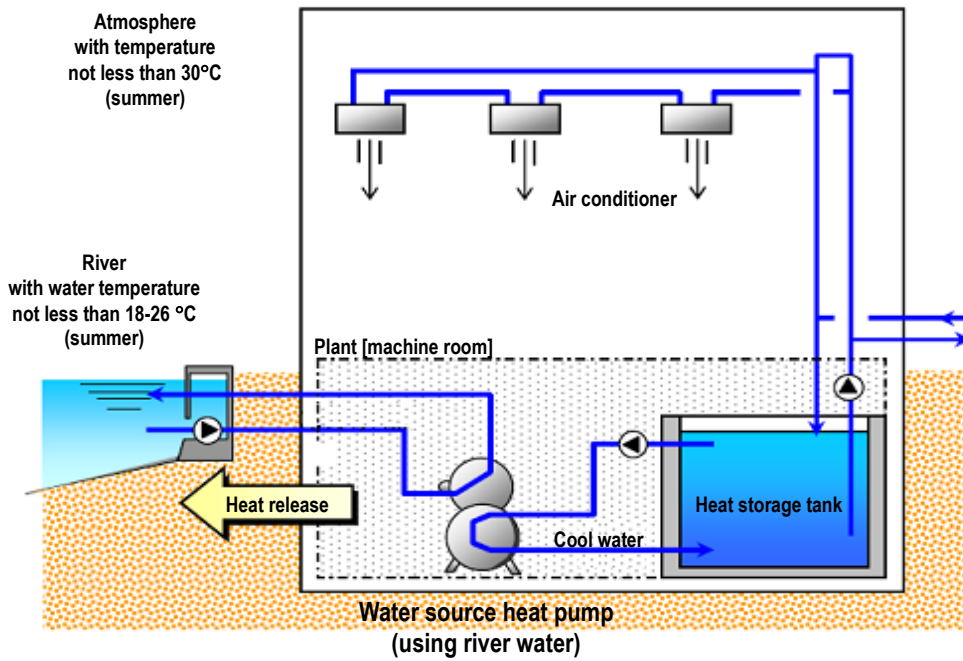 Atmosphere
with temperature
not less than 30°C
(summer)
Air conditioner
River
with water temperature
not less than 18-26 °C
(summer)
Plant [machine room]
Heat release
Heat storage tank
Cool water
Water source heat pump
(using river water)